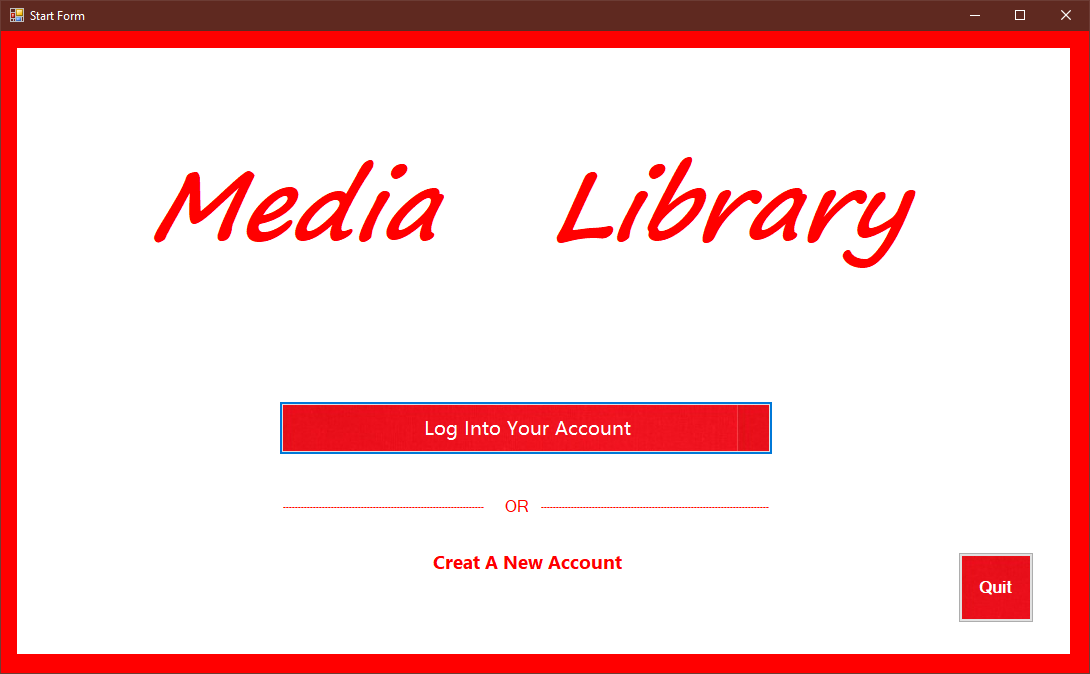 Start Form
Media Library
Log Into Your Account
OR
Creat A New Account
Quit